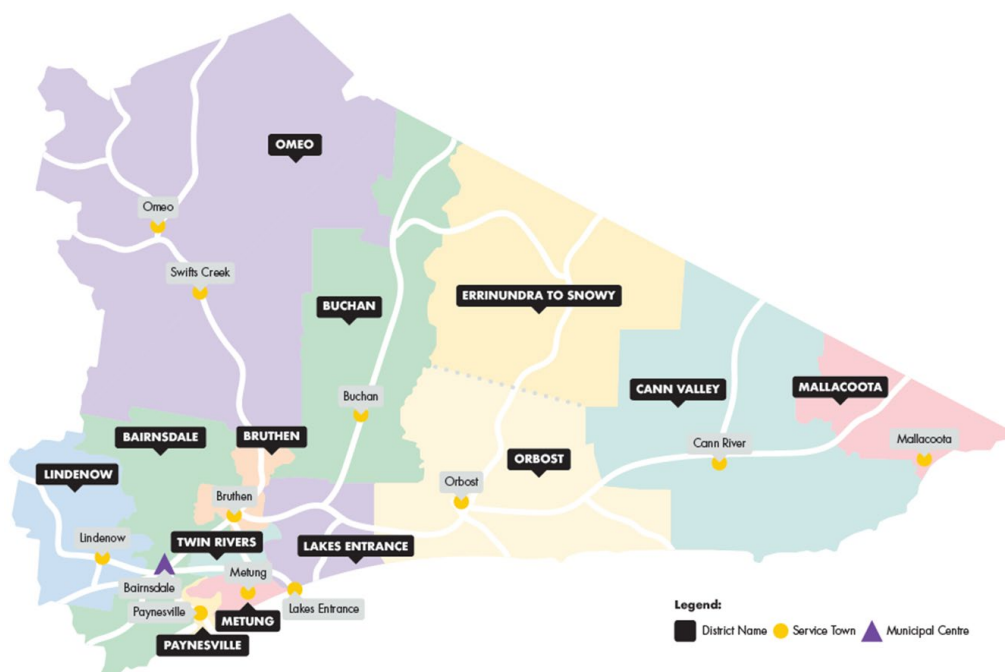 OMEO
Omeo
Swifts Creek
BUCHAN
ERRINUNDRA TO SNOWY
Buchan
CANN VALLEY
MALLACOOTA
BAIRNSDALE
BRUTHEN
Cann River
Mallacoota
LINDENOW
ORBOST
Orbost
Bruthen
Lindenow
TWIN RIVERS
LAKES ENTRANCE
Metung
Bairnsdale
Lakes Entrance
Paynesville
METUNG
PAYNESVILLE
Legend:
District Name
Service Town
Municipal Centre